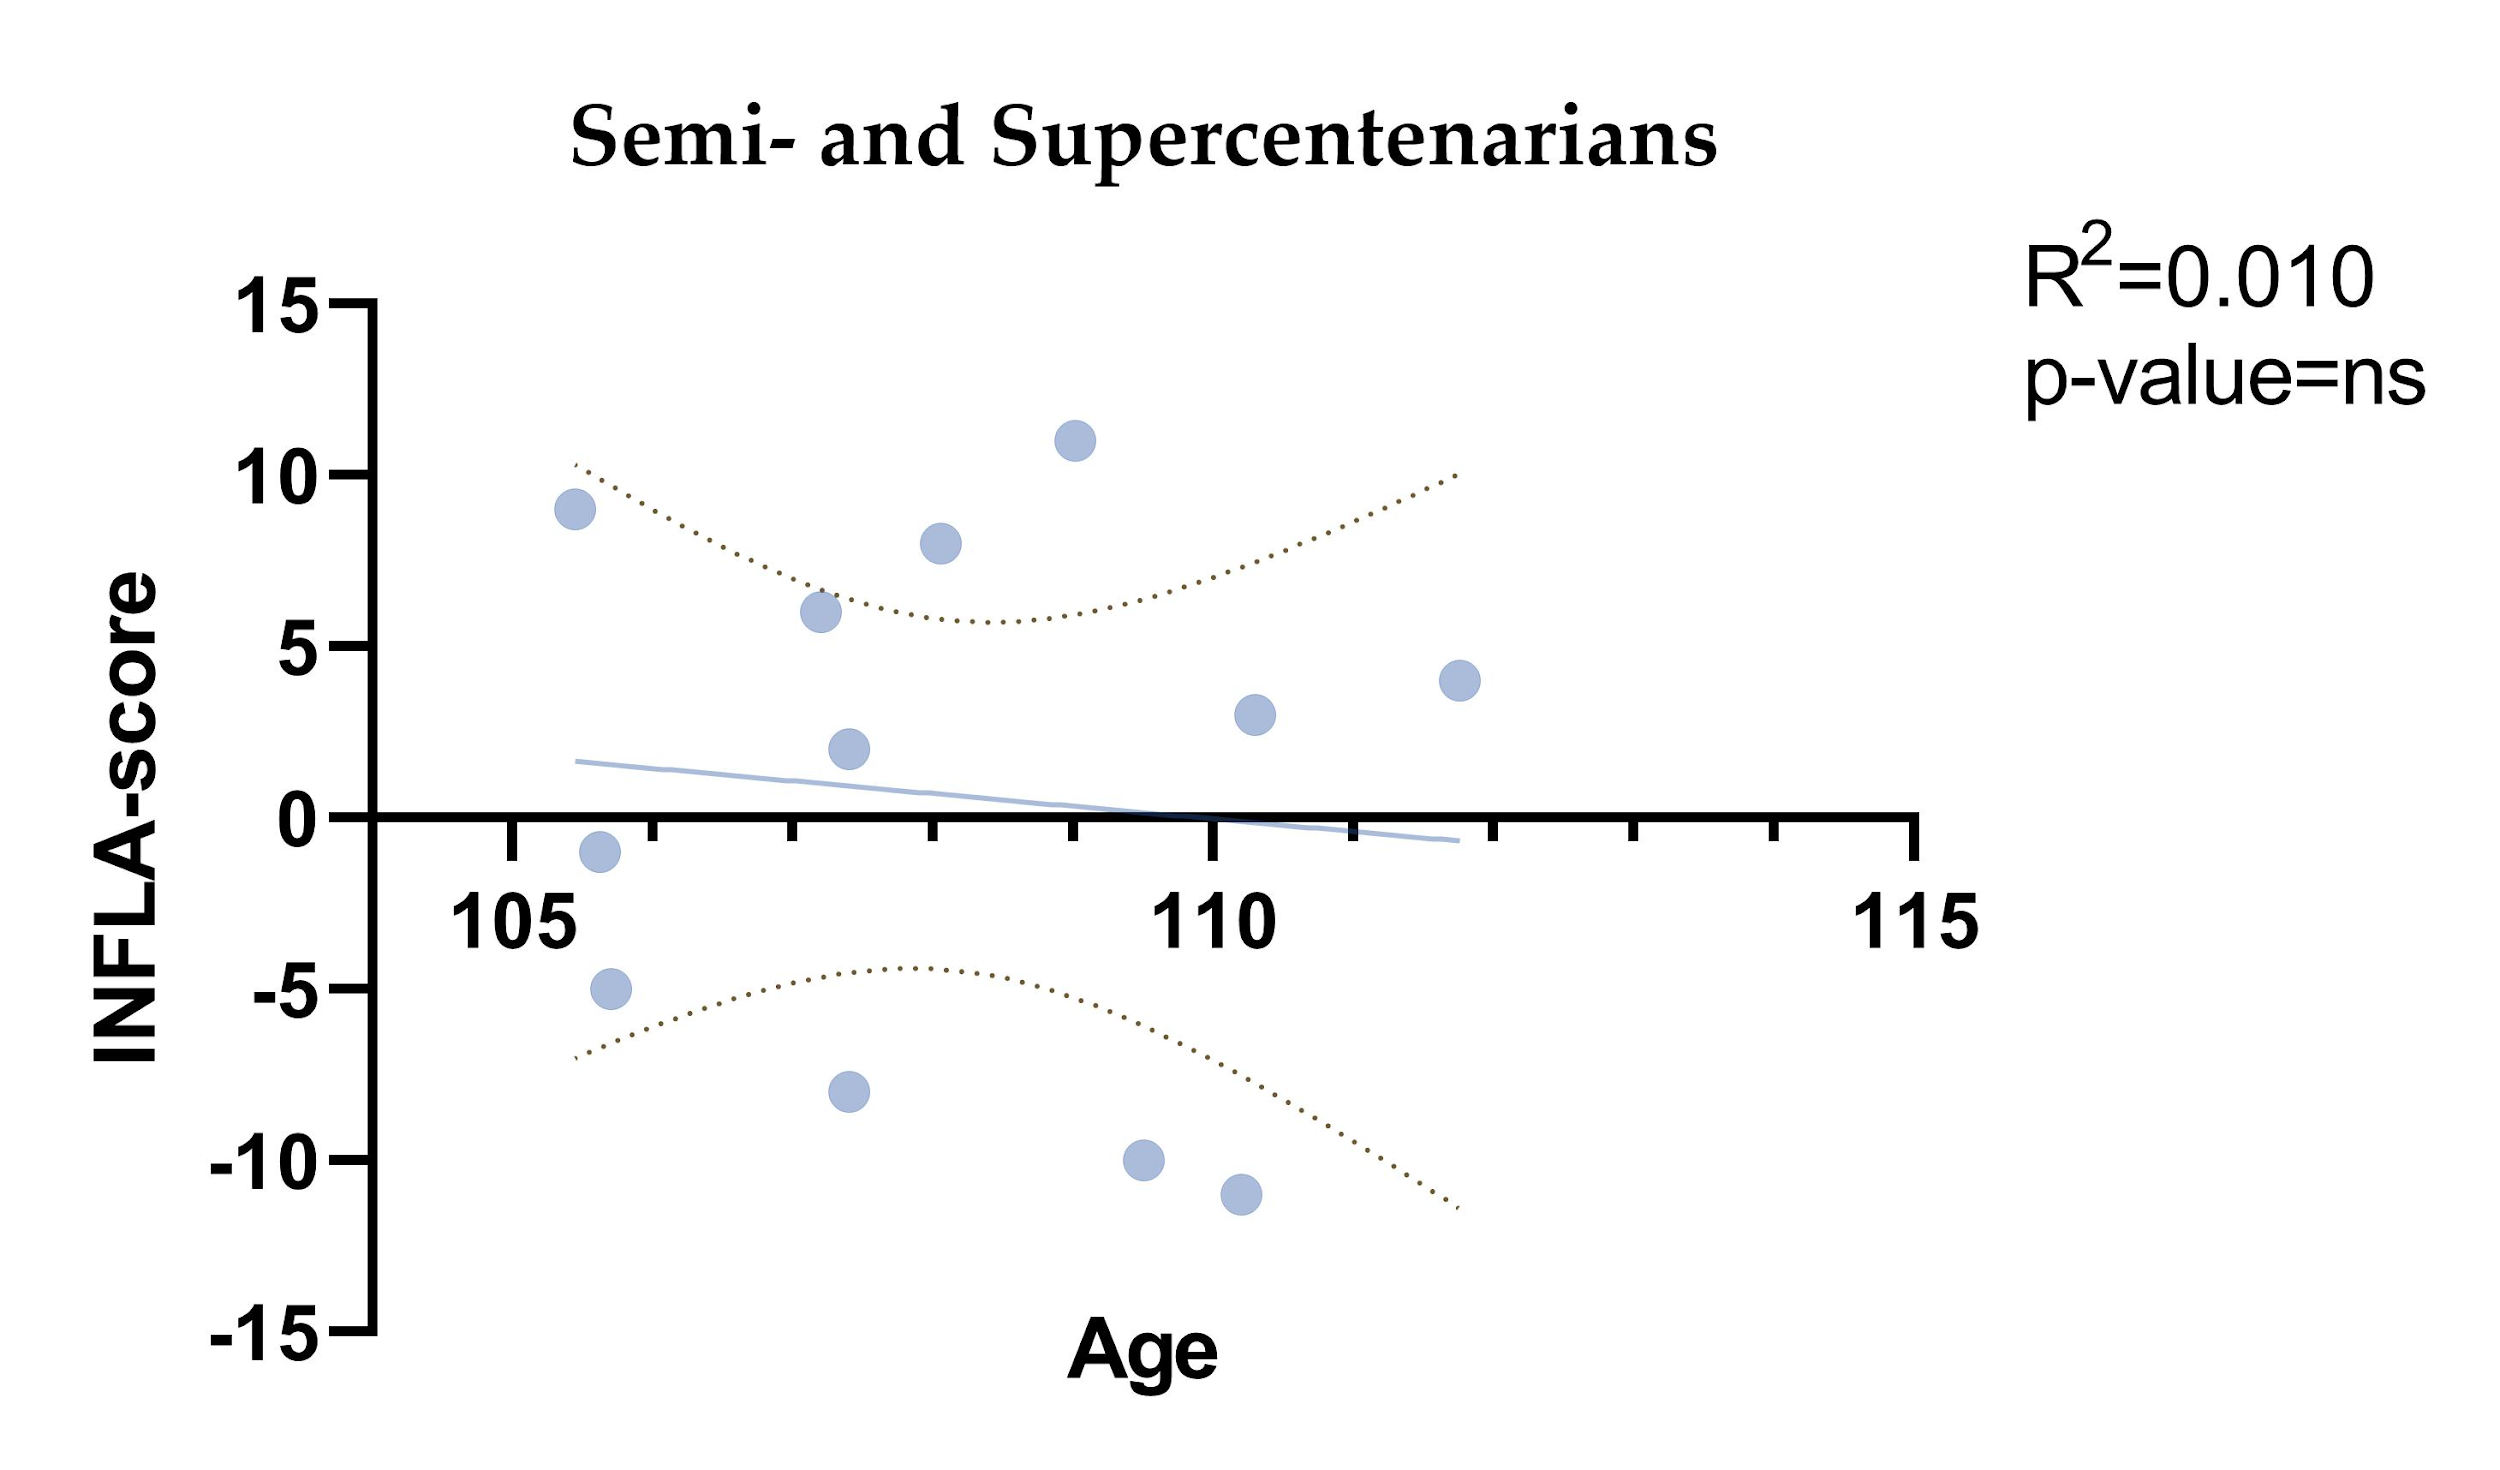 Semi- and Supercentenarians
R²=0.010
p-value=ns
INFLA-score
15
10
5
0
-5
-10
-15
105
110
115
Age